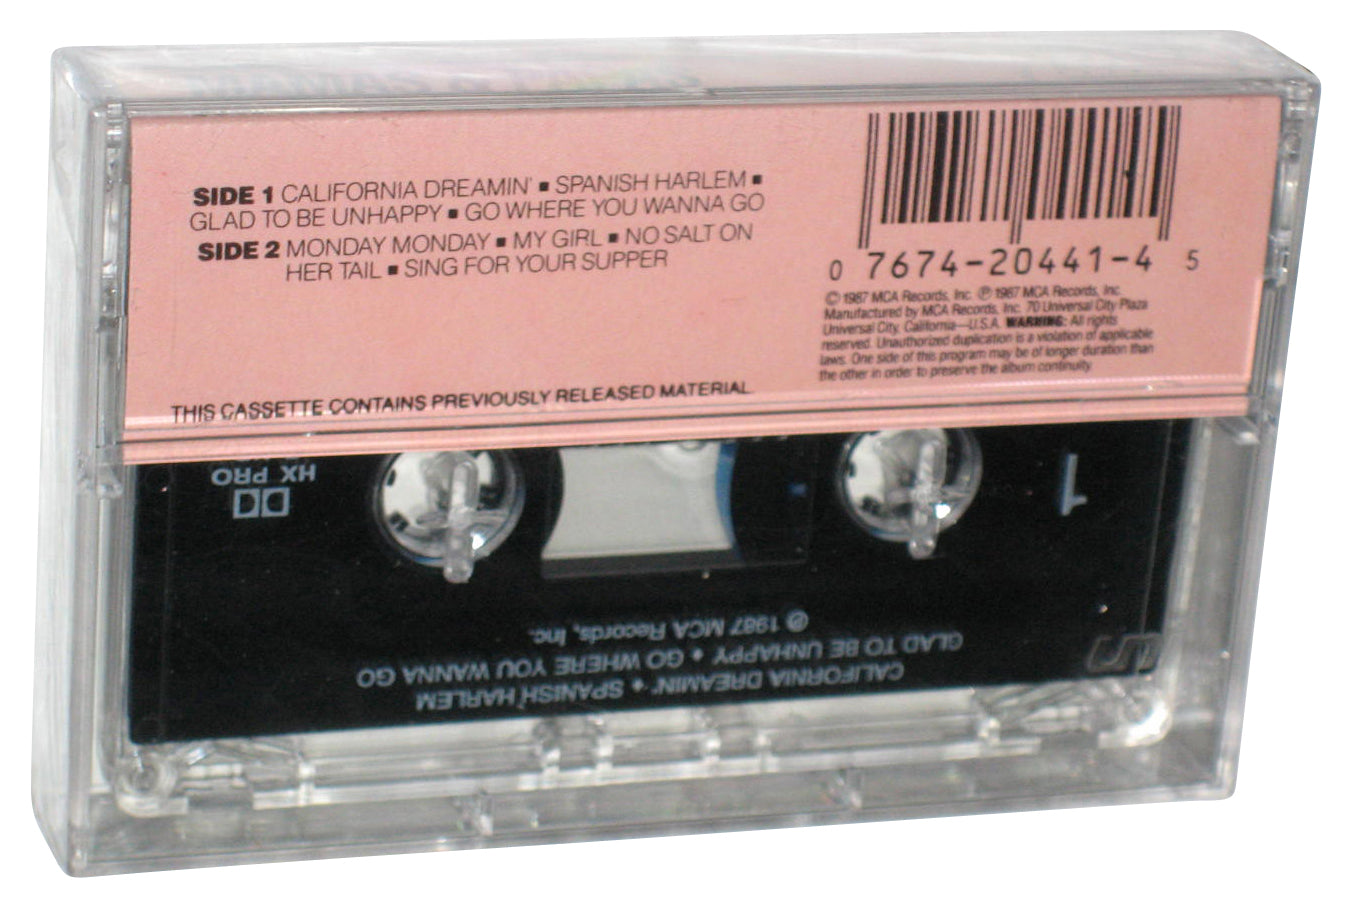 SIDE 1 CALIFORNIA DREAMIN' ■ SPANISH HARLEM ■
GLAD TO BE UNHAPPY ■ GO WHERE YOU WANNA GO
SIDE 2 MONDAY MONDAY ■ MY GIRL ■ NO SALT ON
HER TAIL ■ SING FOR YOUR SUPPER
THIS CASSETTE CONTAINS PREVIOUSLY RELEASED MATERIAL
0 7674-20441-4 5
© 1987 MCA Records, Inc. ℗ 1987 MCA Records, Inc.
Manufactured by MCA Records, Inc. 70 Universal City Plaza
Universal City, California—U.S.A. WARNING: All rights
reserved. Unauthorized duplication is a violation of applicable
laws. One side of this program may be of longer duration than
the other in order to preserve the album continuity.
HX PRO
1
CALIFORNIA DREAMIN' ♦ SPANISH HARLEM
GLAD TO BE UNHAPPY ♦ GO WHERE YOU WANNA GO
℗ 1987 MCA Records, Inc.